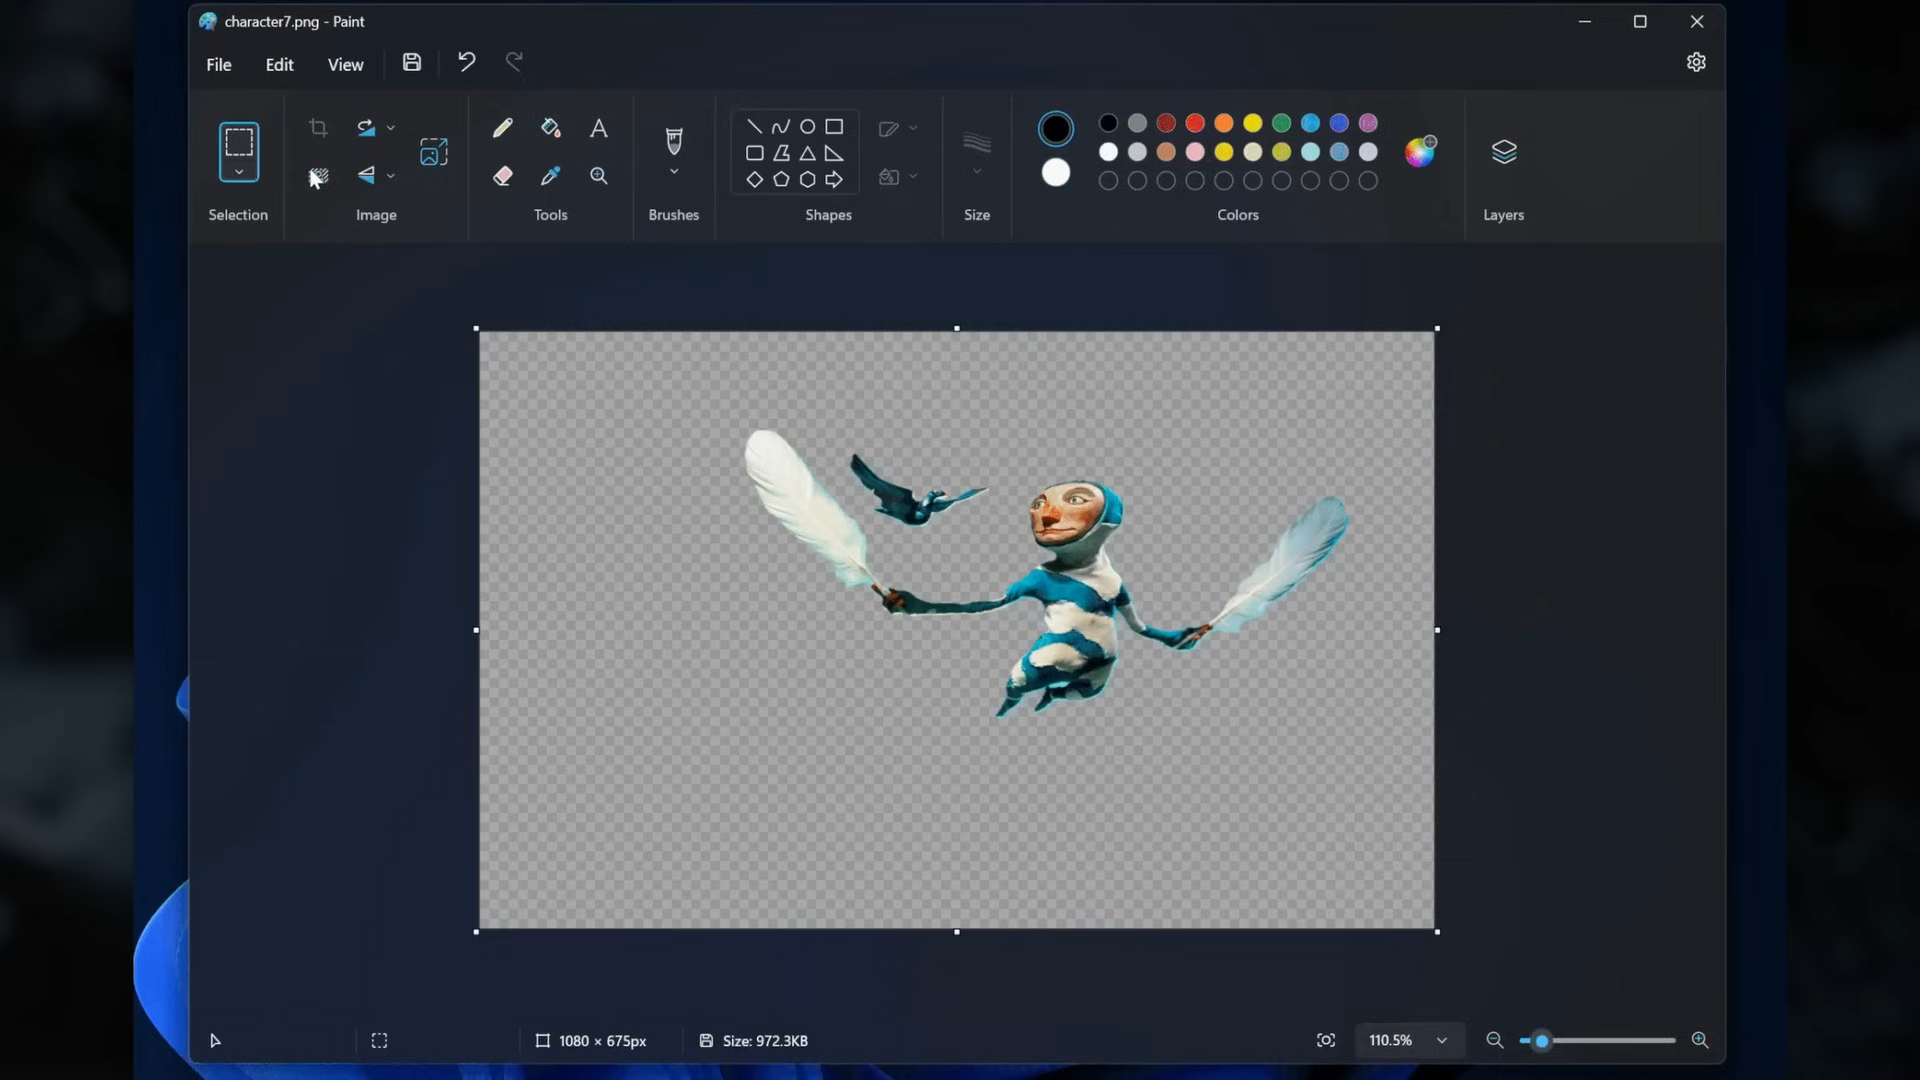 character7.png - Paint
File Edit View
Selection Image Tools Brushes Shapes Size Colors Layers
1080 × 675px Size: 972.3KB 110.5%